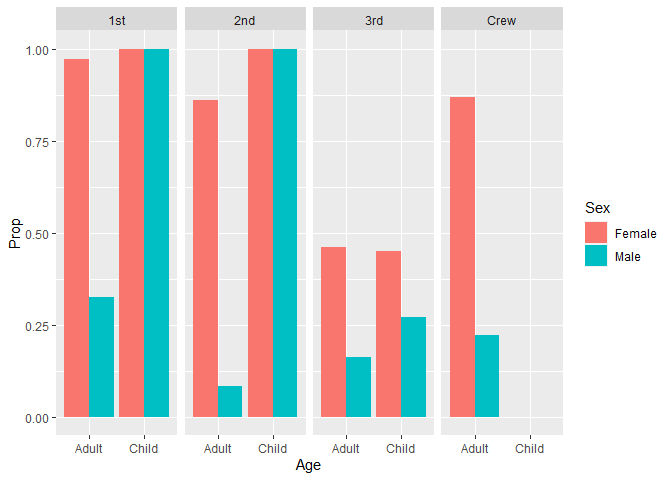 1st 2nd 3rd Crew
1.00
0.75
0.50
0.25
0.00
Prop
Adult Child Adult Child Adult Child Adult Child
Age
Sex
Female
Male